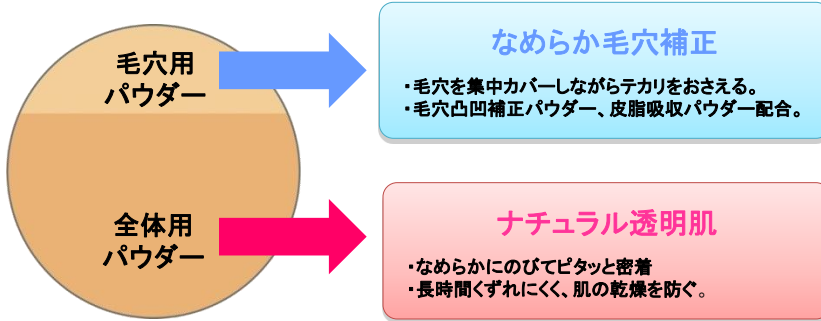 毛穴用
パウダー
なめらか毛穴補正
・毛穴を集中カバーしながらテカリをおさえる。
・毛穴凸凹補正パウダー、皮脂吸収パウダー配合。
全体用
パウダー
ナチュラル透明肌
・なめらかにのびてピタッと密着
・長時間くずれにくく、肌の乾燥を防ぐ。